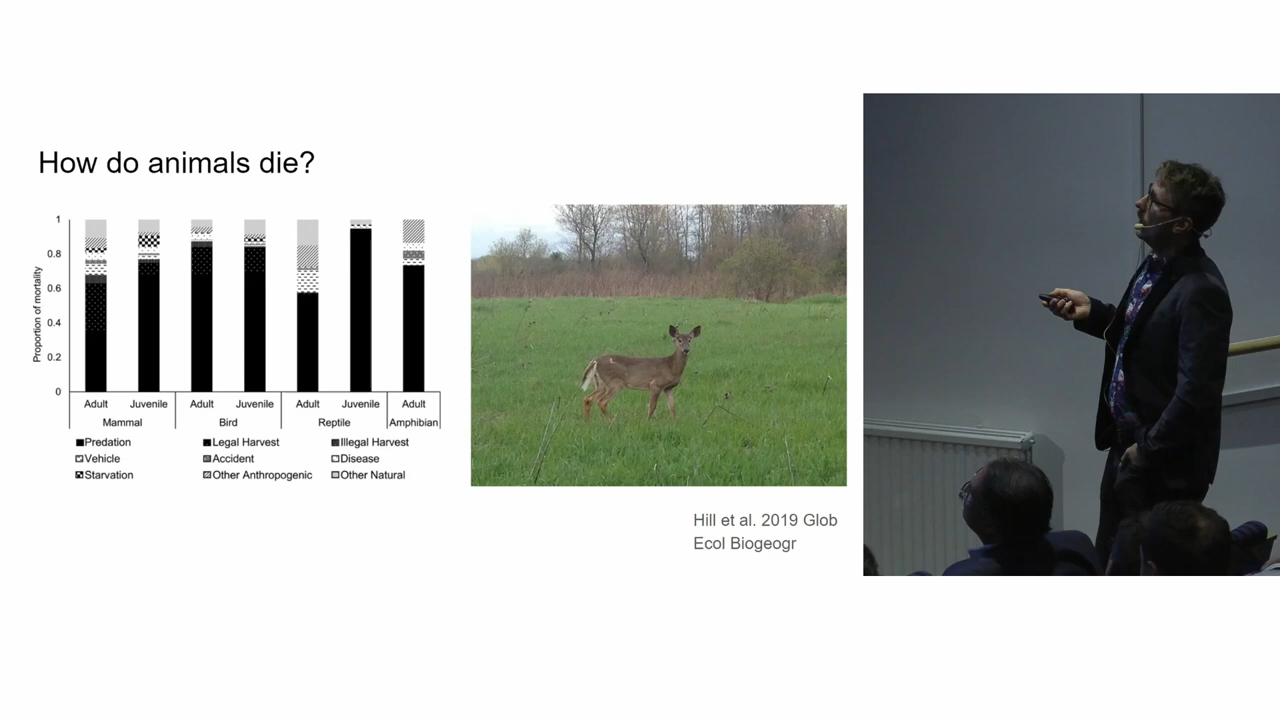 How do animals die?
Proportion of mortality
1
0.8
0.6
0.4
0.2
0
Adult Juvenile Adult Juvenile Adult Juvenile Adult
Mammal Bird Reptile Amphibian
Predation Legal Harvest Illegal Harvest
Vehicle Accident Disease
Starvation Other Anthropogenic Other Natural
Hill et al. 2019 Glob
Ecol Biogeogr